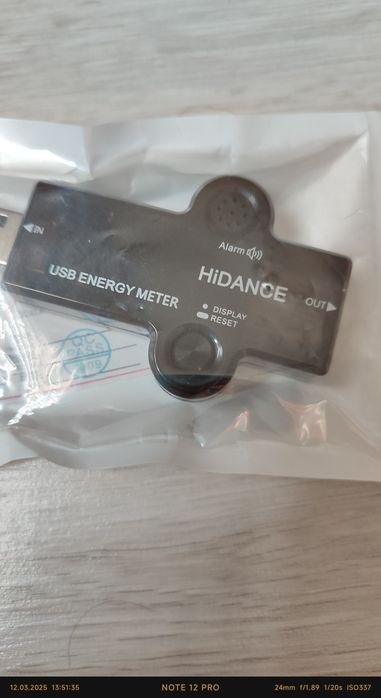 IN
Alarm
HiDANCE
OUT
USB ENERGY METER
DISPLAY
RESET
QC
PASS
12.03.2025 13:51:35
NOTE 12 PRO
24mm f/1.89 1/20s ISO337